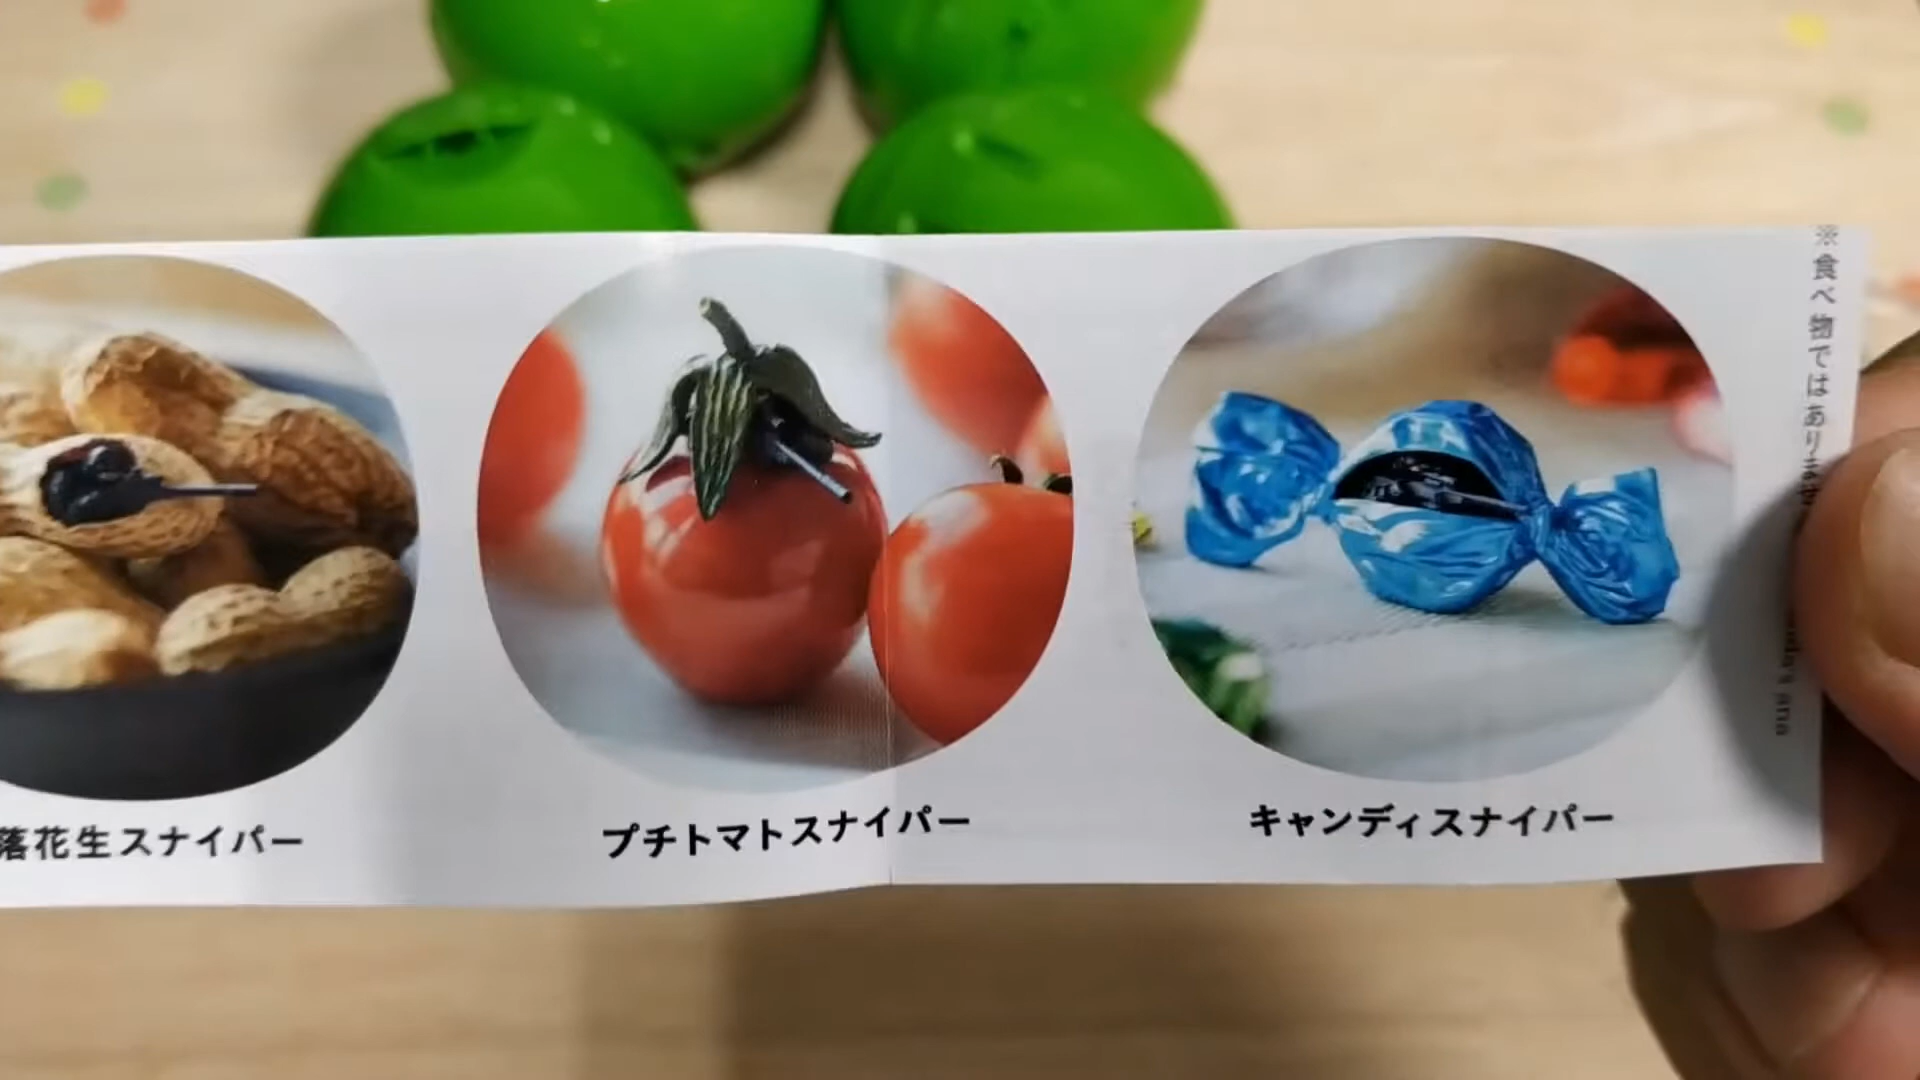 落花生スナイパー
プチトマトスナイパー
キャンディスナイパー
※食べ物ではありませ